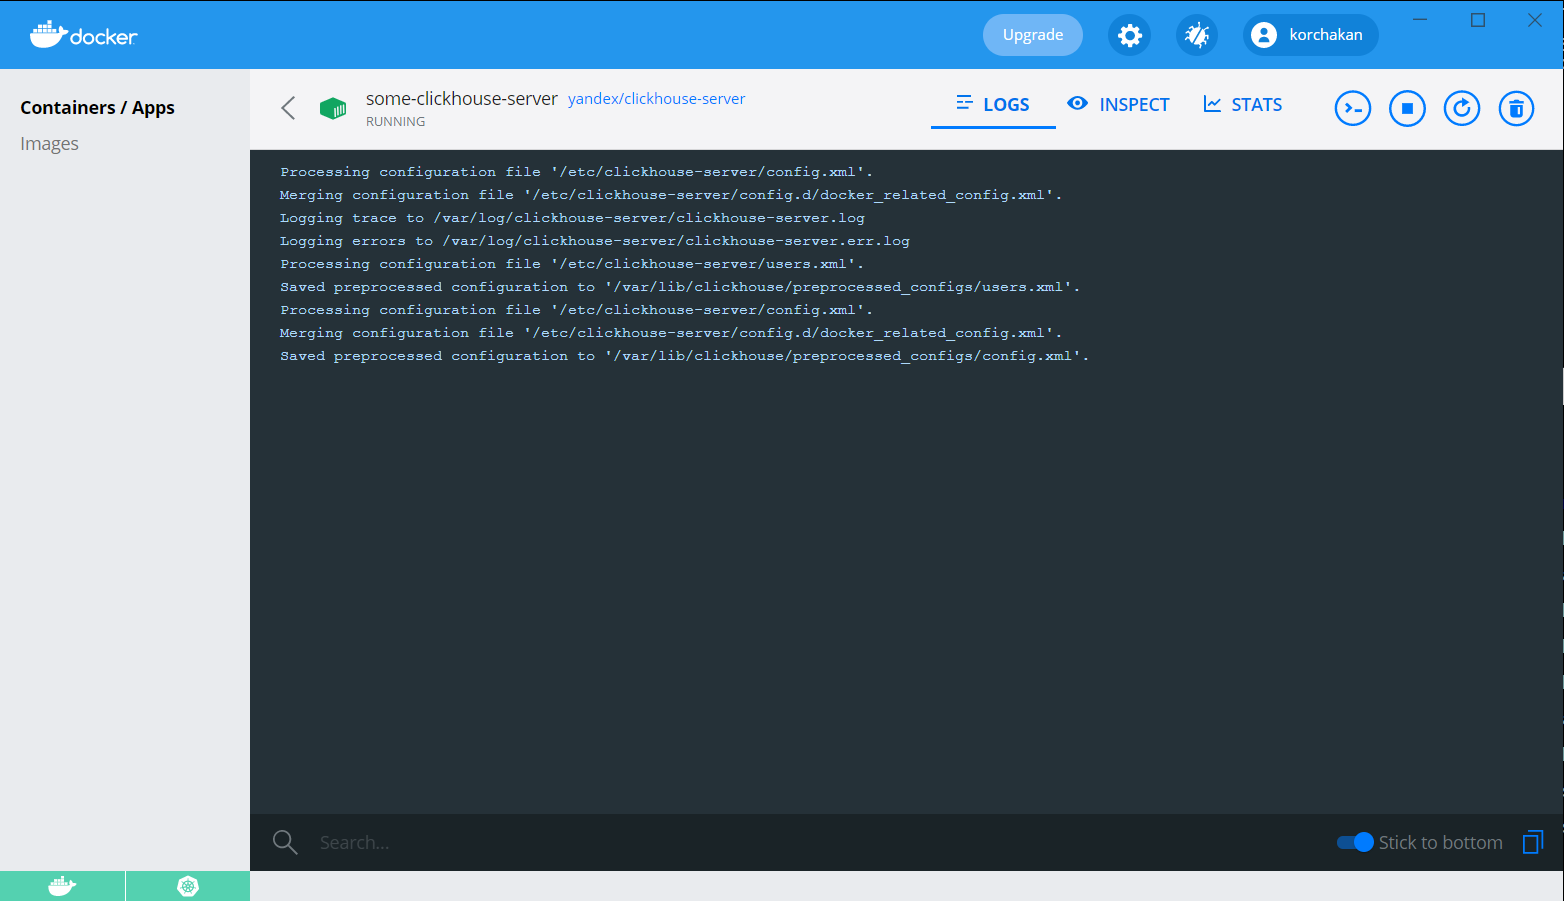 docker
Upgrade
korchakan
Containers / Apps
Images
some-clickhouse-server yandex/clickhouse-server
RUNNING
LOGS
INSPECT
STATS
Processing configuration file '/etc/clickhouse-server/config.xml'.
Merging configuration file '/etc/clickhouse-server/config.d/docker_related_config.xml'.
Logging trace to /var/log/clickhouse-server/clickhouse-server.log
Logging errors to /var/log/clickhouse-server/clickhouse-server.err.log
Processing configuration file '/etc/clickhouse-server/users.xml'.
Saved preprocessed configuration to '/var/lib/clickhouse/preprocessed_configs/users.xml'.
Processing configuration file '/etc/clickhouse-server/config.xml'.
Merging configuration file '/etc/clickhouse-server/config.d/docker_related_config.xml'.
Saved preprocessed configuration to '/var/lib/clickhouse/preprocessed_configs/config.xml'.
Search...
Stick to bottom